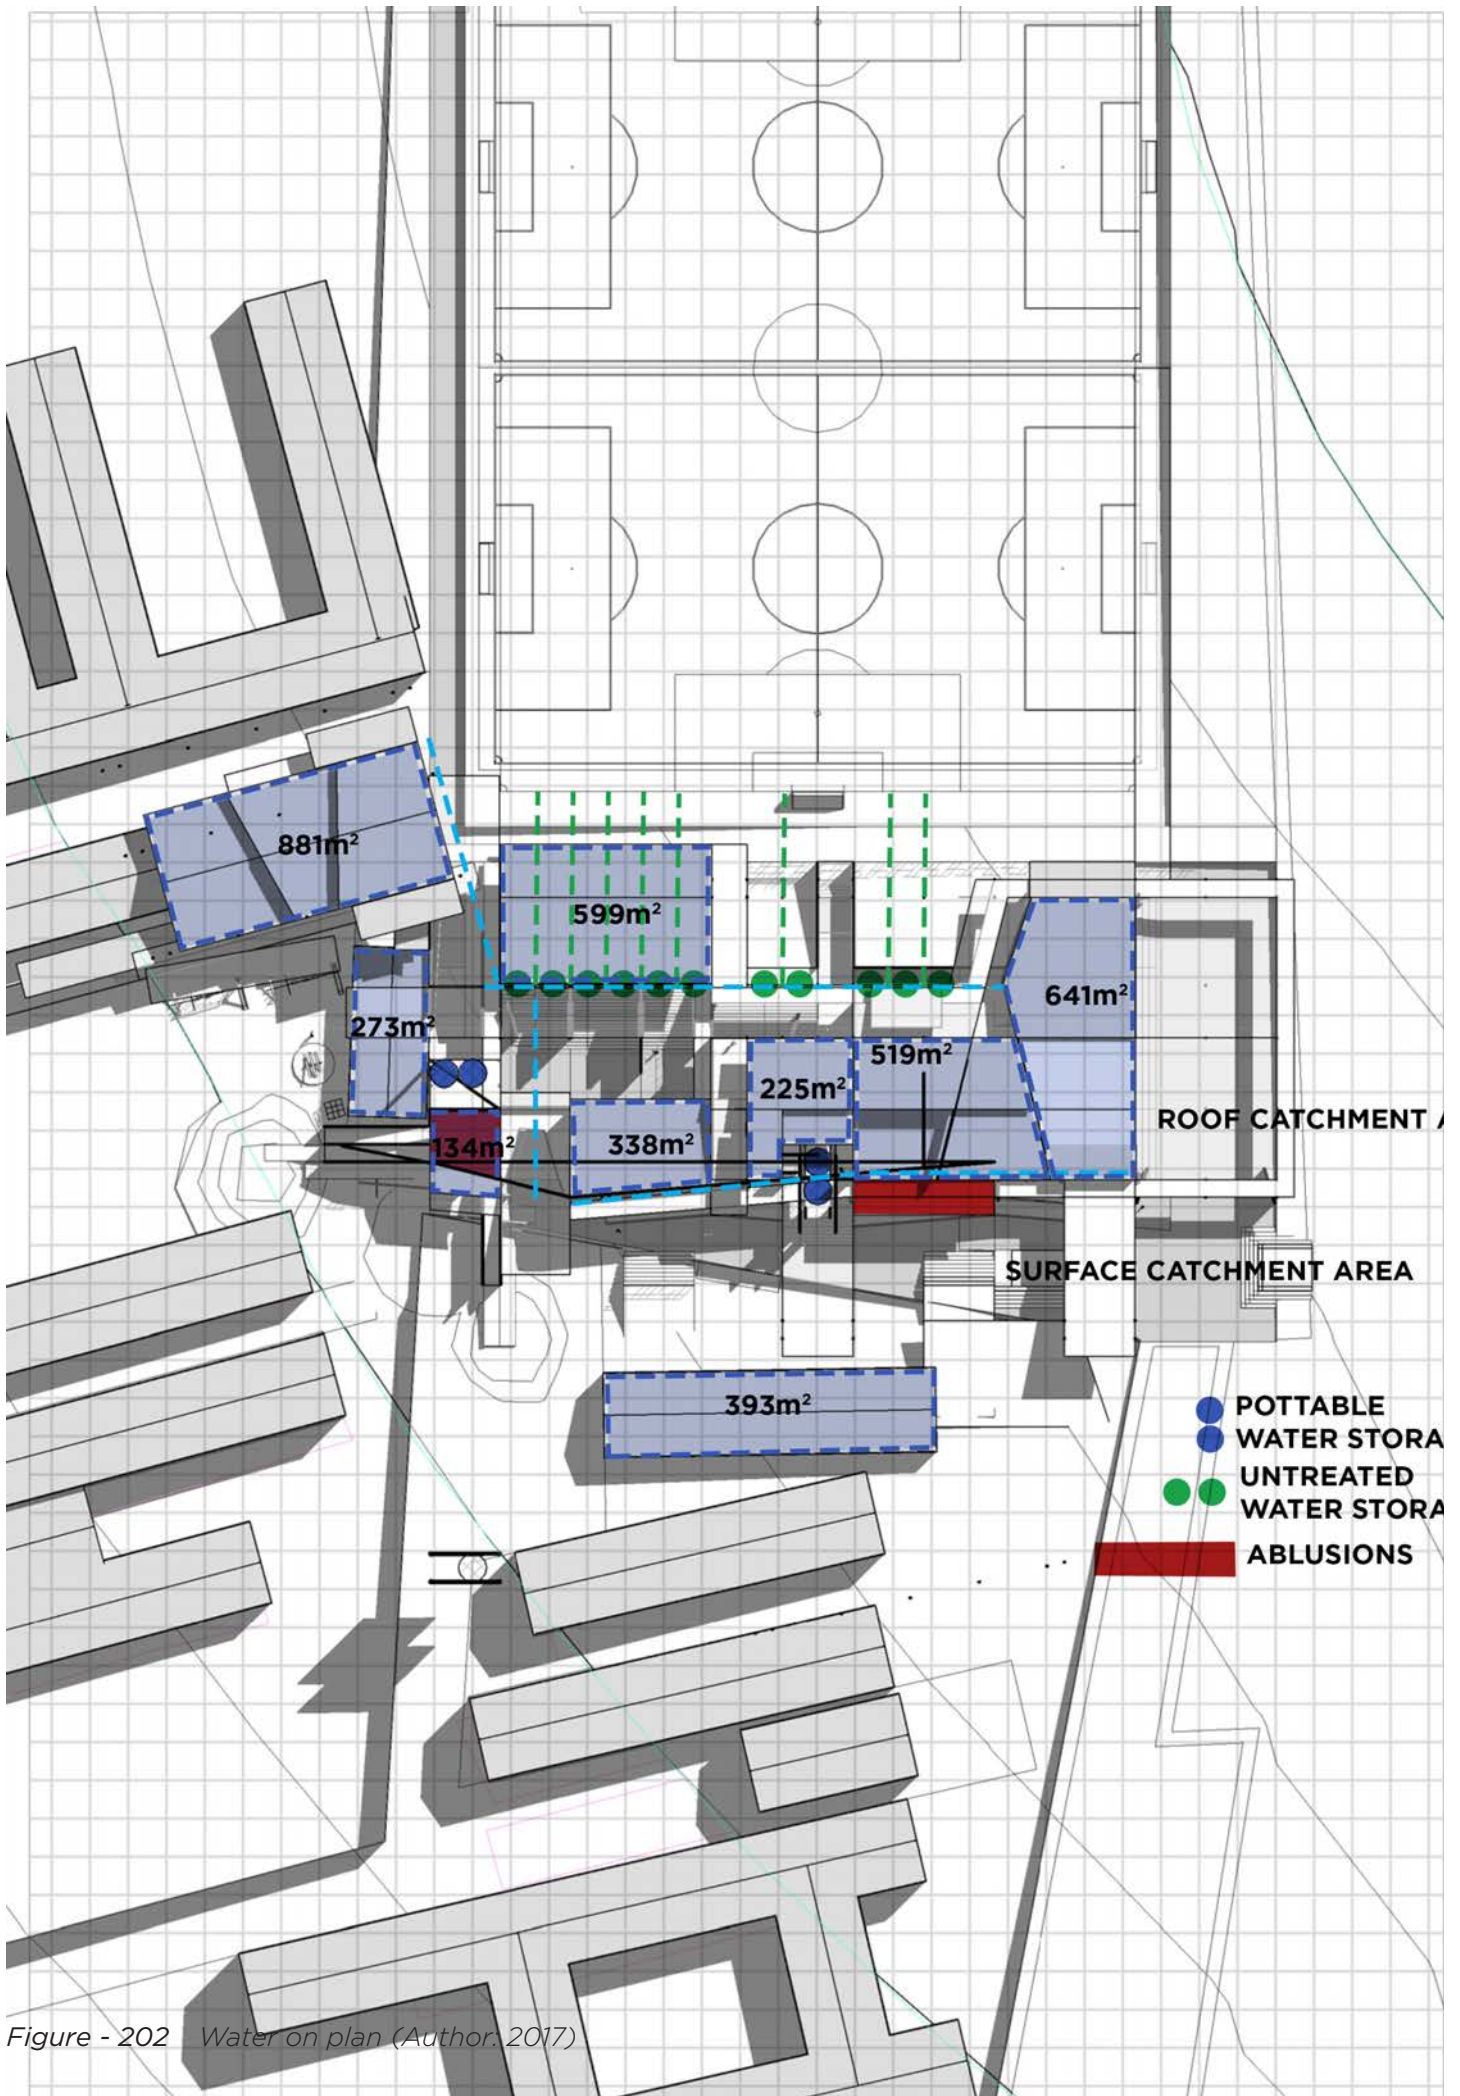 881m²
599m²
641m²
273m²
519m²
225m²
338m²
134m²
ROOF CATCHMENT A
SURFACE CATCHMENT AREA
393m²
POTTABLE
WATER STORA
UNTREATED
WATER STORA
ABLUSIONS
Figure - 202 Water on plan (Author: 2017)